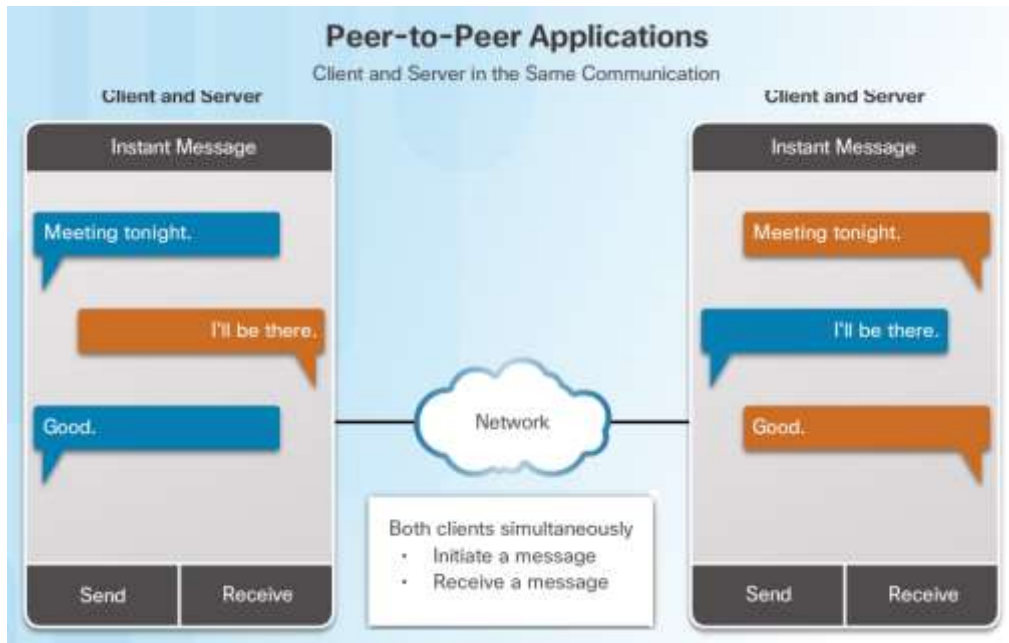 Peer-to-Peer Applications
Client and Server in the Same Communication
Client and Server
Instant Message
Meeting tonight.
I'll be there.
Good.
Send
Receive
Network
Both clients simultaneously
• Initiate a message
• Receive a message
Client and Server
Instant Message
Meeting tonight.
I'll be there.
Good.
Send
Receive